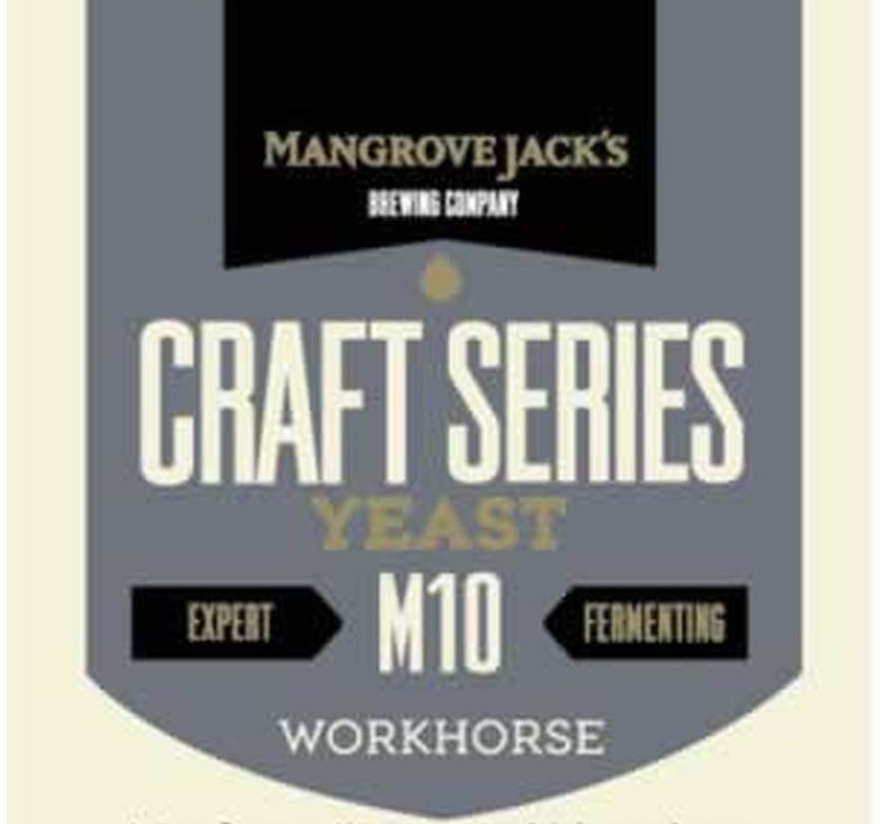 MANGROVE JACK'S
BREWING COMPANY
CRAFT SERIES
YEAST
EXPERT M10 FERMENTING
WORKHORSE